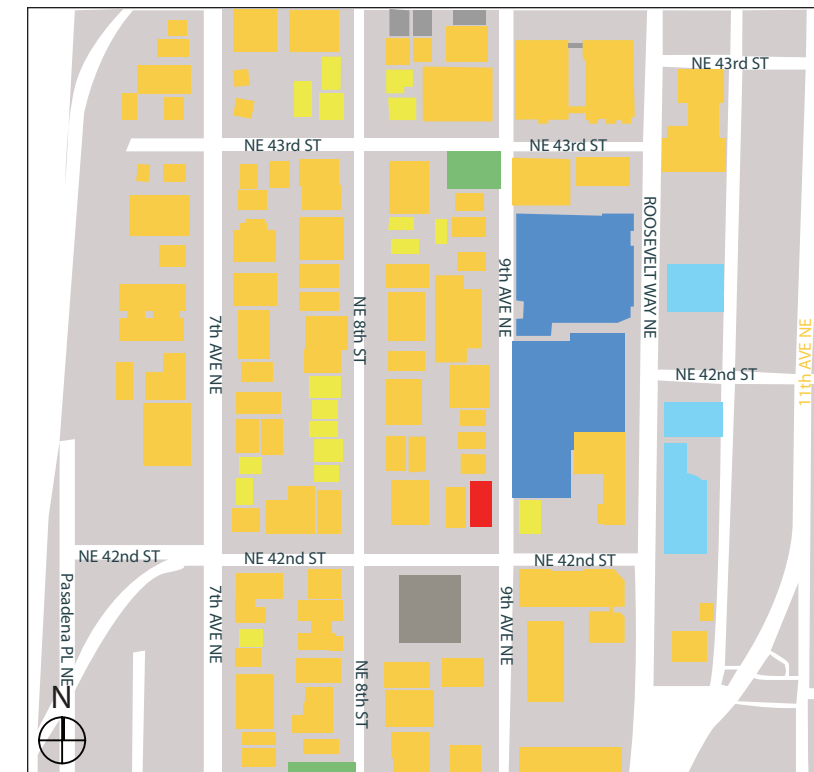 NE 43rd ST
NE 43rd ST
NE 43rd ST
ROOSEVELT WAY NE
9th AVE NE
NE 8th ST
7th AVE NE
11th AVE NE
NE 42nd ST
NE 42nd ST
NE 42nd ST
NE 42nd ST
Pasadena PL NE
7th AVE NE
9th AVE NE
NE 8th ST
N